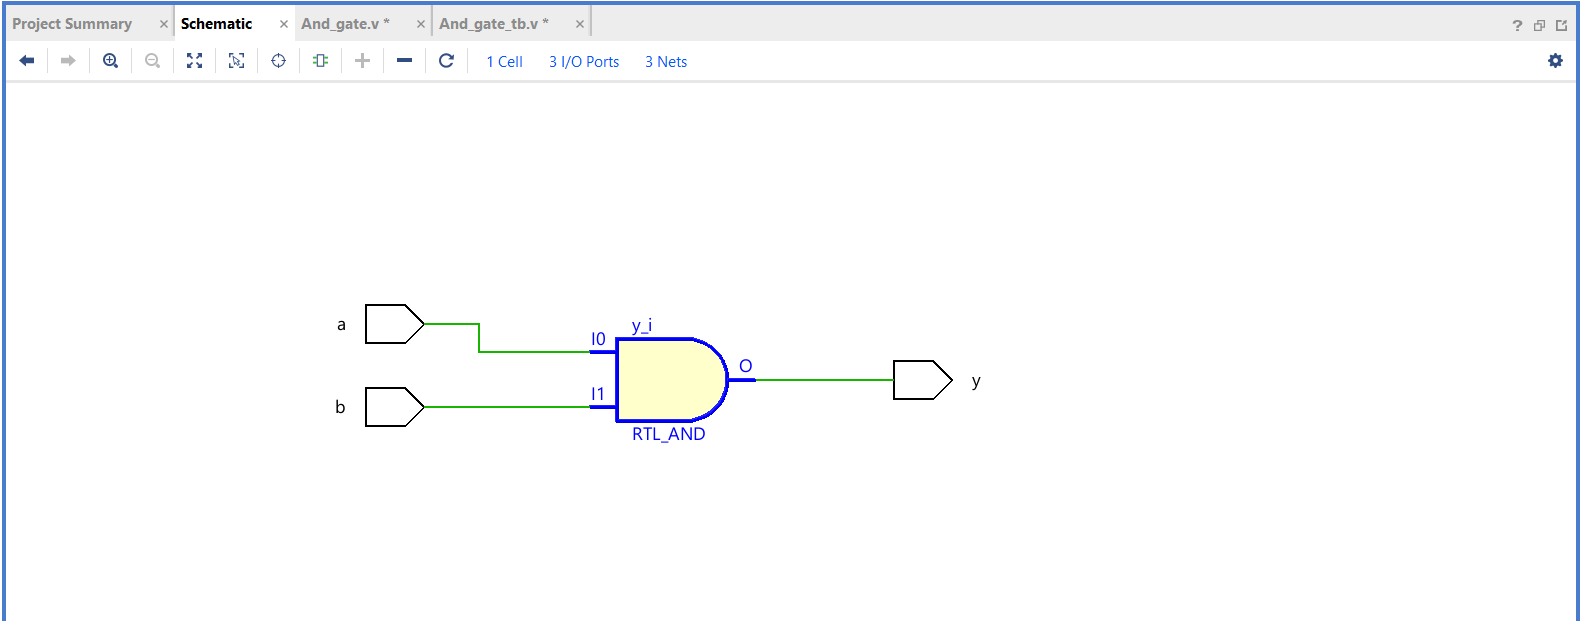 Project Summary × Schematic × And_gate.v * × And_gate_tb.v * × ?
1 Cell 3 I/O Ports 3 Nets
a
b
I0
I1
y_i
RTL_AND
O
y